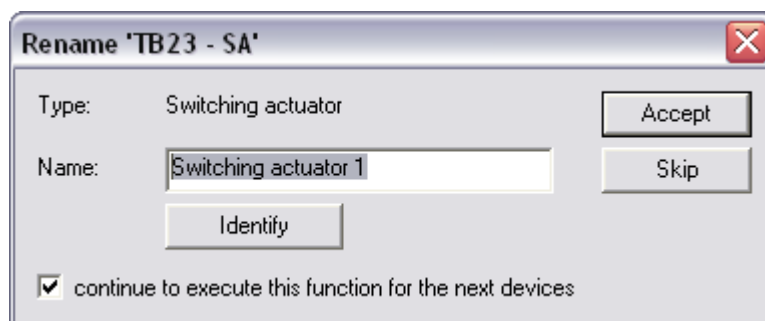 Rename 'TB23 - SA'
Type: Switching actuator
Accept
Name: Switching actuator 1
Skip
Identify
continue to execute this function for the next devices